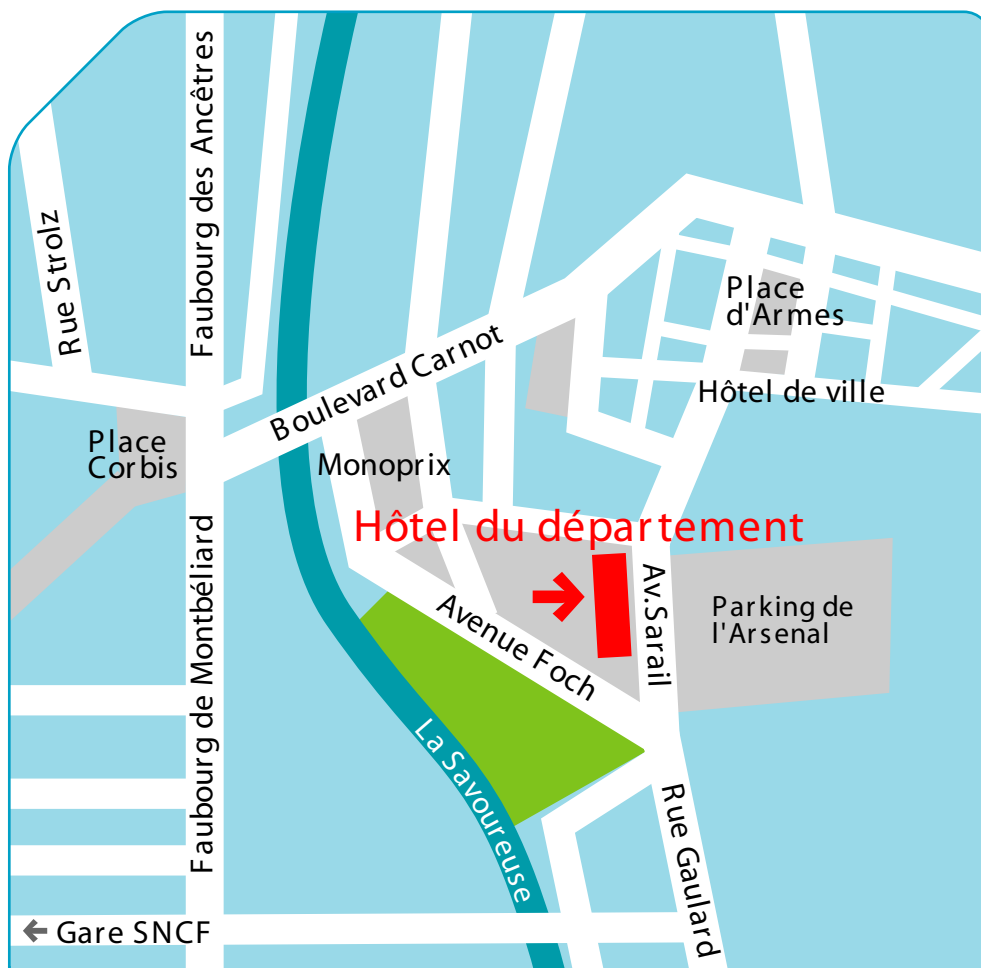 Faubourg des Ancêtres
Rue Strolz
Place
d'Armes
Boulevard Carnot
Hôtel de ville
Place
Corbis
Monoprix
Hôtel du département
Faubourg de Montbéliard
Avenue Foch
Av.Sarail
Parking de
l'Arsenal
La Savoureuse
Rue Gaulard
Gare SNCF